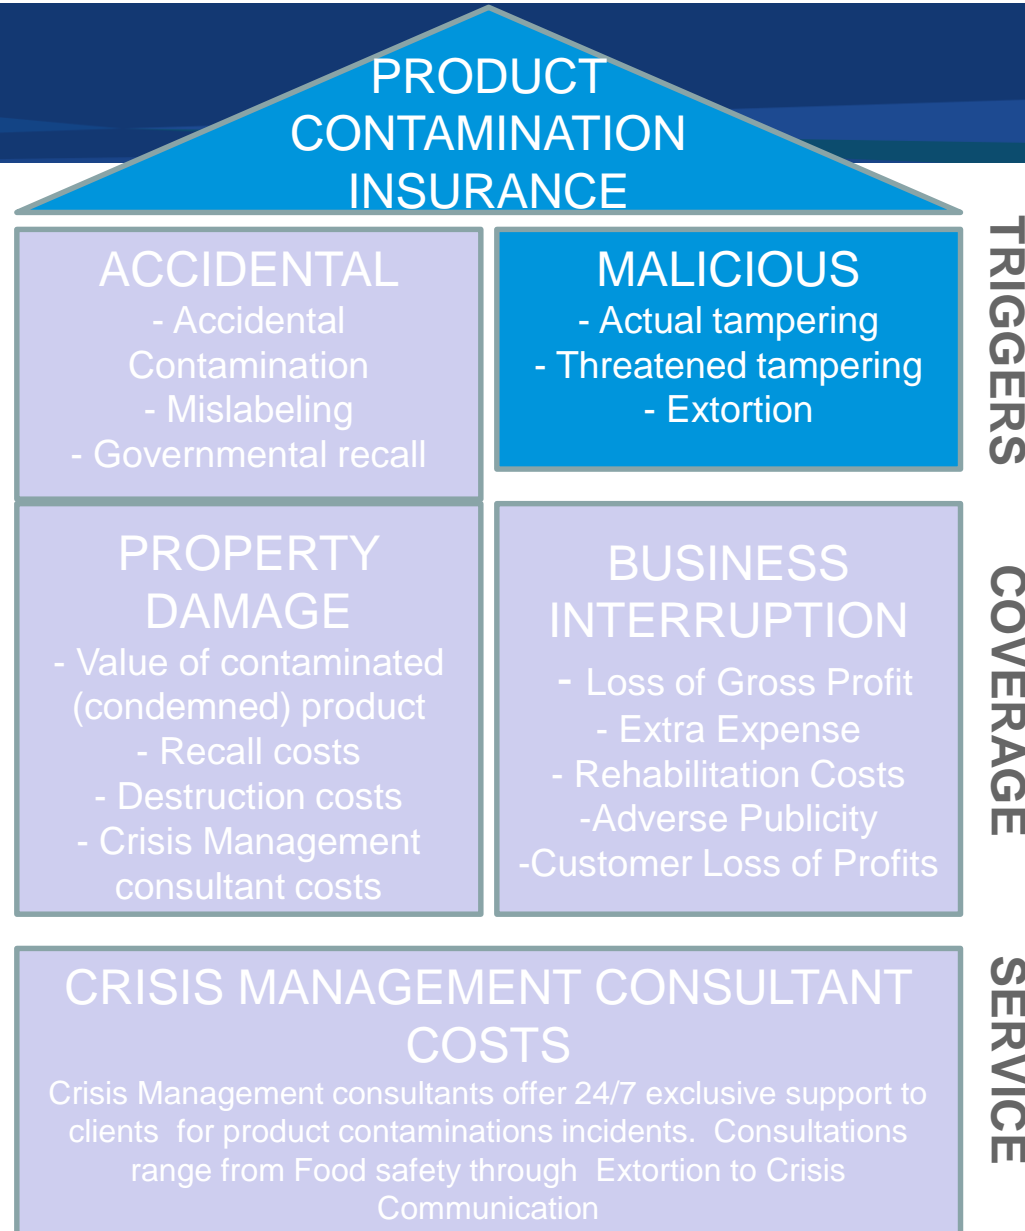 PRODUCT
CONTAMINATION
INSURANCE
TRIGGERS
ACCIDENTAL
- Accidental
Contamination
- Mislabeling
- Governmental recall
MALICIOUS
- Actual tampering
- Threatened tampering
- Extortion
COVERAGE
PROPERTY
DAMAGE
- Value of contaminated
(condemned) product
- Recall costs
- Destruction costs
- Crisis Management
consultant costs
BUSINESS
INTERRUPTION
- Loss of Gross Profit
- Extra Expense
- Rehabilitation Costs
-Adverse Publicity
-Customer Loss of Profits
SERVICE
CRISIS MANAGEMENT CONSULTANT
COSTS
Crisis Management consultants offer 24/7 exclusive support to
clients for product contaminations incidents. Consultations
range from Food safety through Extortion to Crisis
Communication